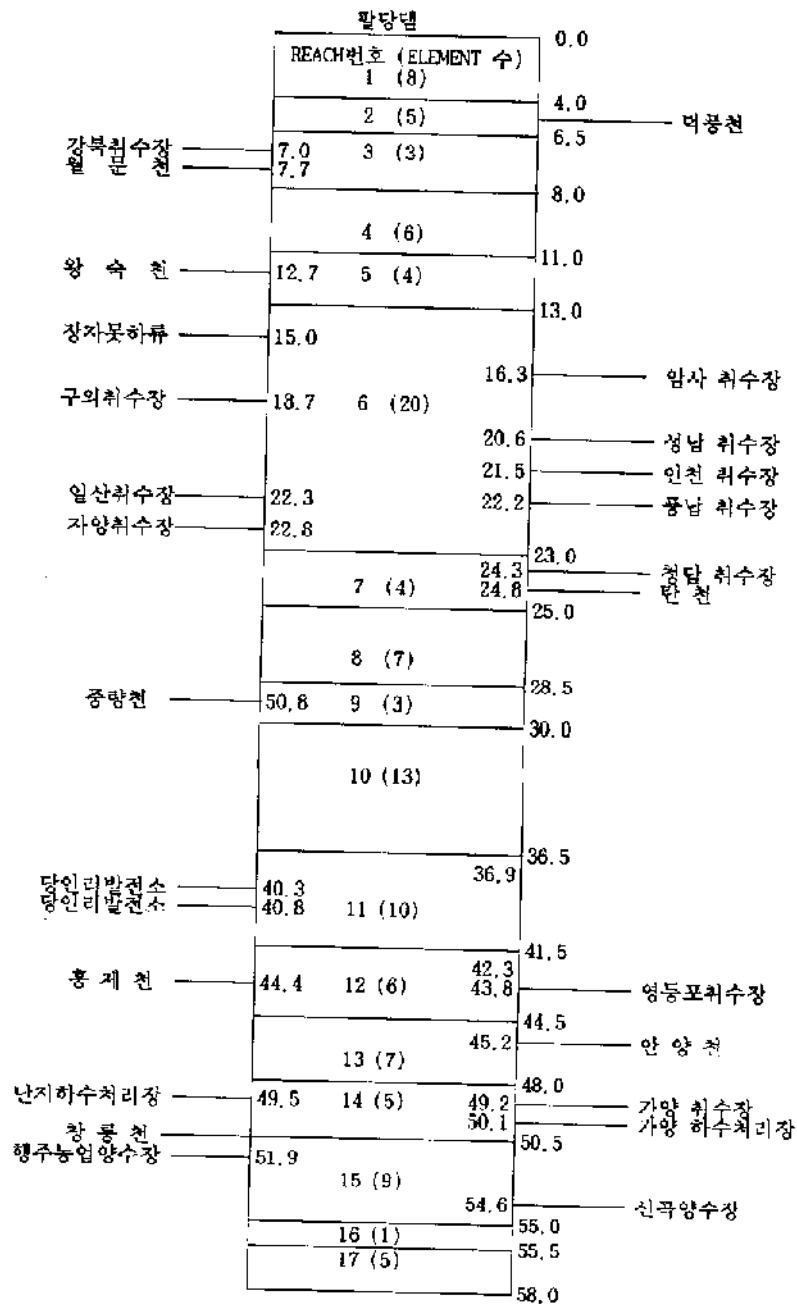 팔당댐
0.0
REACH번호 (ELEMENT 수)
1 (8)
4.0
2 (5)
덕풍천
6.5
강북취수장 7.0 3 (3)
월문천 7.7
8.0
4 (6)
11.0
왕숙천 12.7 5 (4)
13.0
장자못하류 15.0
16.3 암사 취수장
구의취수장 18.7 6 (20)
20.6 성남 취수장
21.5 인천 취수장
일산취수장 22.3
22.2 풍납 취수장
자양취수장 22.8
23.0
24.3 청담 취수장
7 (4) 24.8 탄천
25.0
8 (7)
28.5
중량천 50.8 9 (3)
30.0
10 (13)
36.5
36.9
당인리발전소 40.3
당인리발전소 40.8 11 (10)
41.5
42.3
홍제천 44.4 12 (6) 43.8 영등포취수장
44.5
45.2 안양천
13 (7)
48.0
난지하수처리장 49.5 14 (5) 49.2 가양 취수장
50.1 가양 하수처리장
창릉천
50.5
행주농업양수장 51.9
15 (9)
54.6 신곡양수장
55.0
16 (1)
55.5
17 (5)
58.0